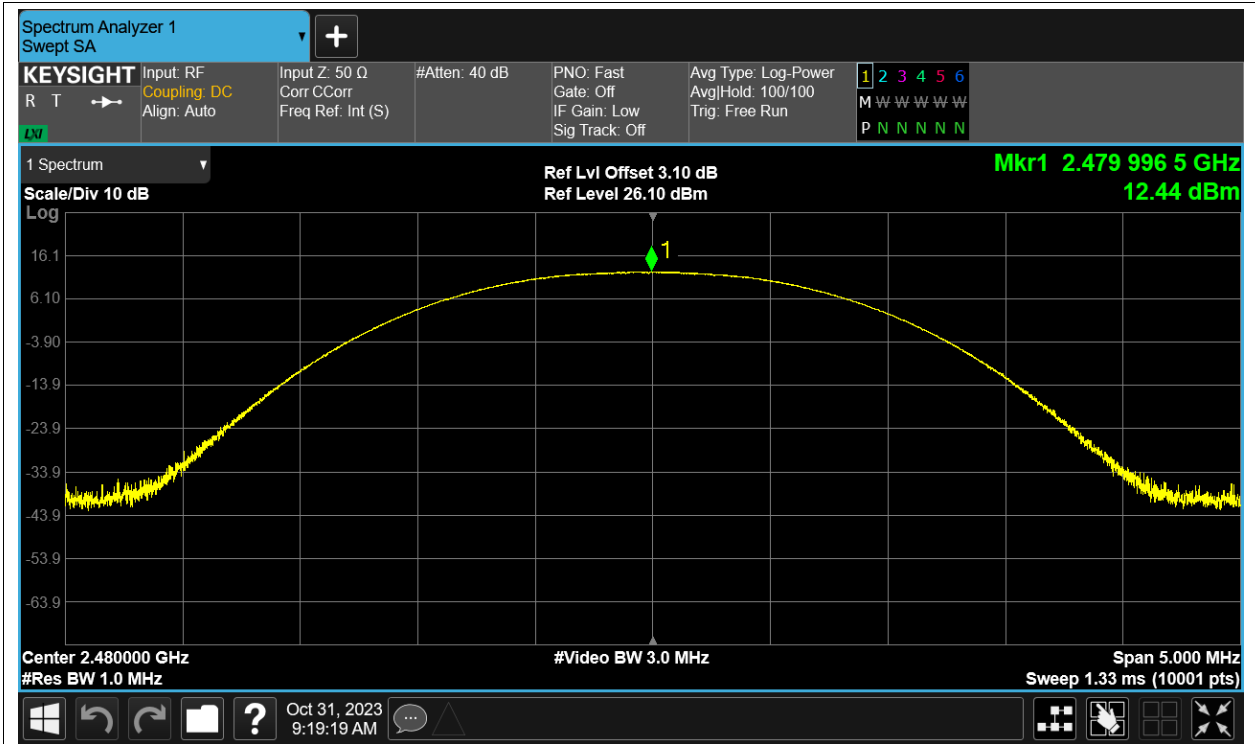 Spectrum Analyzer 1
Swept SA
+
KEYSIGHT
R T
LXI
Input: RF
Coupling: DC
Align: Auto
Input Z: 50 Ω
Corr CCorr
Freq Ref: Int (S)
#Atten: 40 dB
PNO: Fast
Gate: Off
IF Gain: Low
Sig Track: Off
Avg Type: Log-Power
Avg|Hold: 100/100
Trig: Free Run
1 2 3 4 5 6
M W W W W W
P N N N N N
1 Spectrum
Scale/Div 10 dB
Log
Ref Lvl Offset 3.10 dB
Ref Level 26.10 dBm
Mkr1 2.479 996 5 GHz
12.44 dBm
1
16.1
6.10
-3.90
-13.9
-23.9
-33.9
-43.9
-53.9
-63.9
Center 2.480000 GHz
#Video BW 3.0 MHz
Span 5.000 MHz
#Res BW 1.0 MHz
Sweep 1.33 ms (10001 pts)
?
Oct 31, 2023
9:19:19 AM